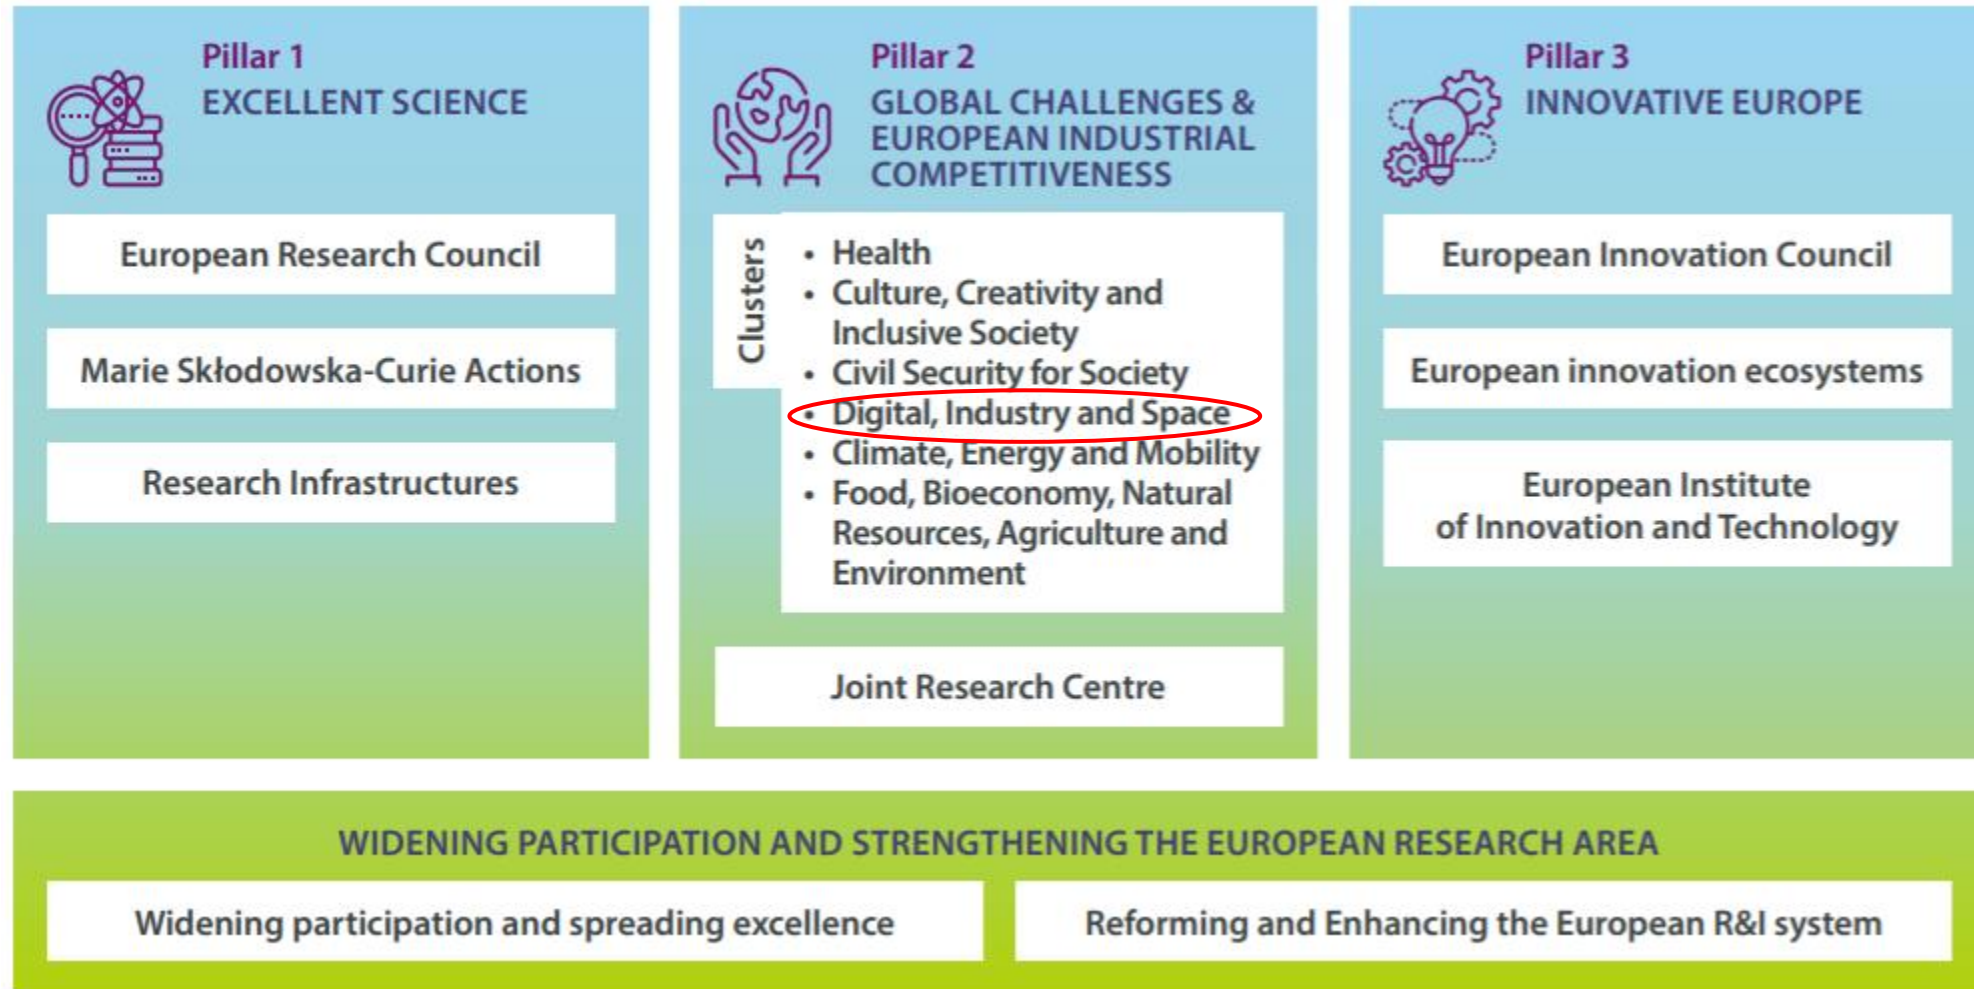 Pillar 1
EXCELLENT SCIENCE
European Research Council
Marie Skłodowska-Curie Actions
Research Infrastructures
Pillar 2
GLOBAL CHALLENGES &
EUROPEAN INDUSTRIAL
COMPETITIVENESS
Clusters
• Health
• Culture, Creativity and
Inclusive Society
• Civil Security for Society
• Digital, Industry and Space
• Climate, Energy and Mobility
• Food, Bioeconomy, Natural
Resources, Agriculture and
Environment
Joint Research Centre
Pillar 3
INNOVATIVE EUROPE
European Innovation Council
European innovation ecosystems
European Institute
of Innovation and Technology
WIDENING PARTICIPATION AND STRENGTHENING THE EUROPEAN RESEARCH AREA
Widening participation and spreading excellence
Reforming and Enhancing the European R&I system